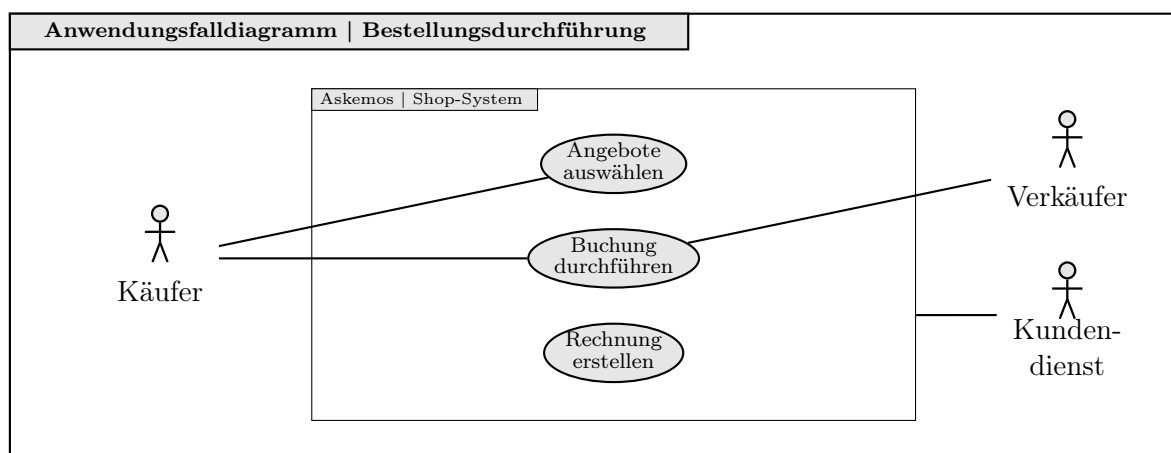 Anwendungsfalldiagramm | Bestellungsdurchführung
Askemos | Shop-System
Angebote
auswählen
Buchung
durchführen
Rechnung
erstellen
Käufer
Verkäufer
Kunden-
dienst